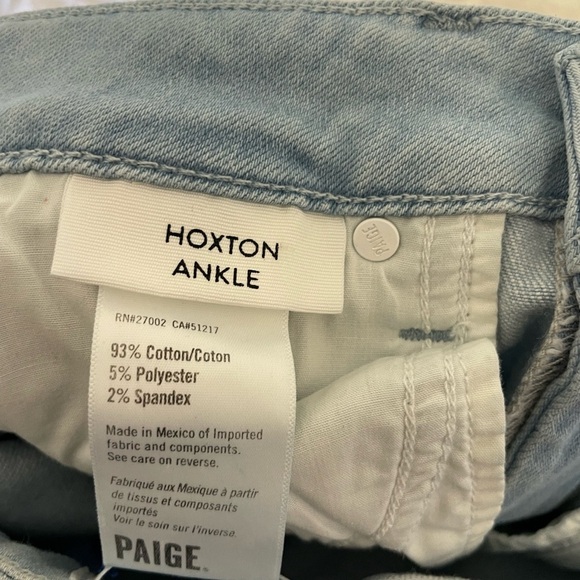 HOXTON
ANKLE
PAIGE
RN#27002 CA#51217
93% Cotton/Coton
5% Polyester
2% Spandex
Made in Mexico of Imported
fabric and components.
See care on reverse.
Fabriqué aux Mexique à partir
de tissus et composants
importés
Voir le soin sur l'inverse.
PAIGE